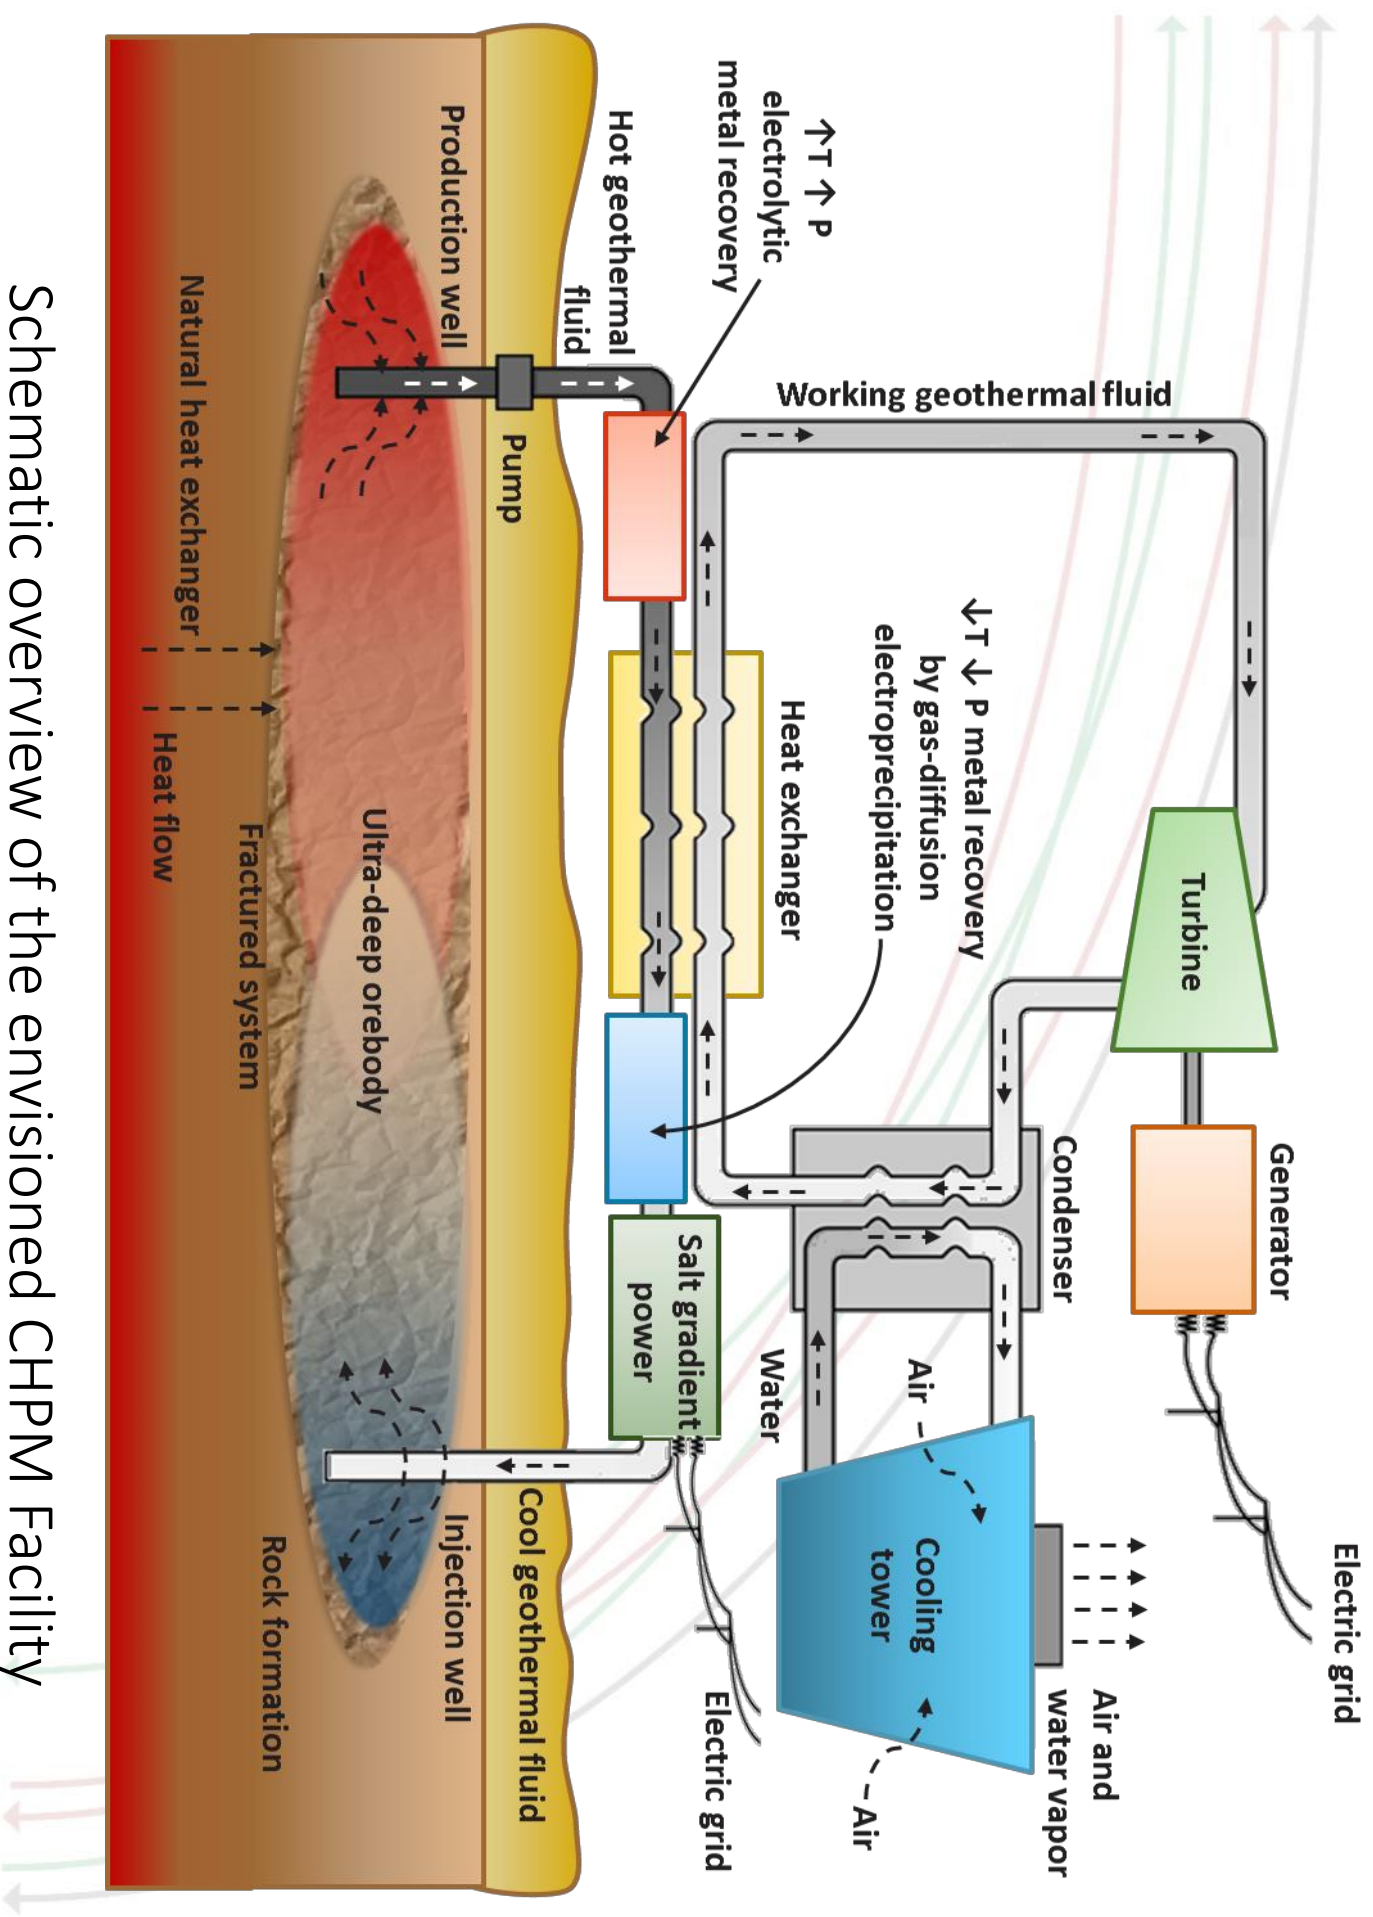 Electric grid
Air and
water vapor
Generator
Turbine
Condenser
Cooling
tower
Air
Air
Water
Working geothermal fluid
↓T ↓ P metal recovery
by gas-diffusion
electroprecipitation
Heat exchanger
↑T ↑ P
electrolytic
metal recovery
Electric grid
Salt gradient
power
Hot geothermal
fluid
Pump
Cool geothermal fluid
Production well
Injection well
Ultra-deep orebody
Fractured system
Rock formation
Natural heat exchanger
Heat flow
Schematic overview of the envisioned CHPM Facility